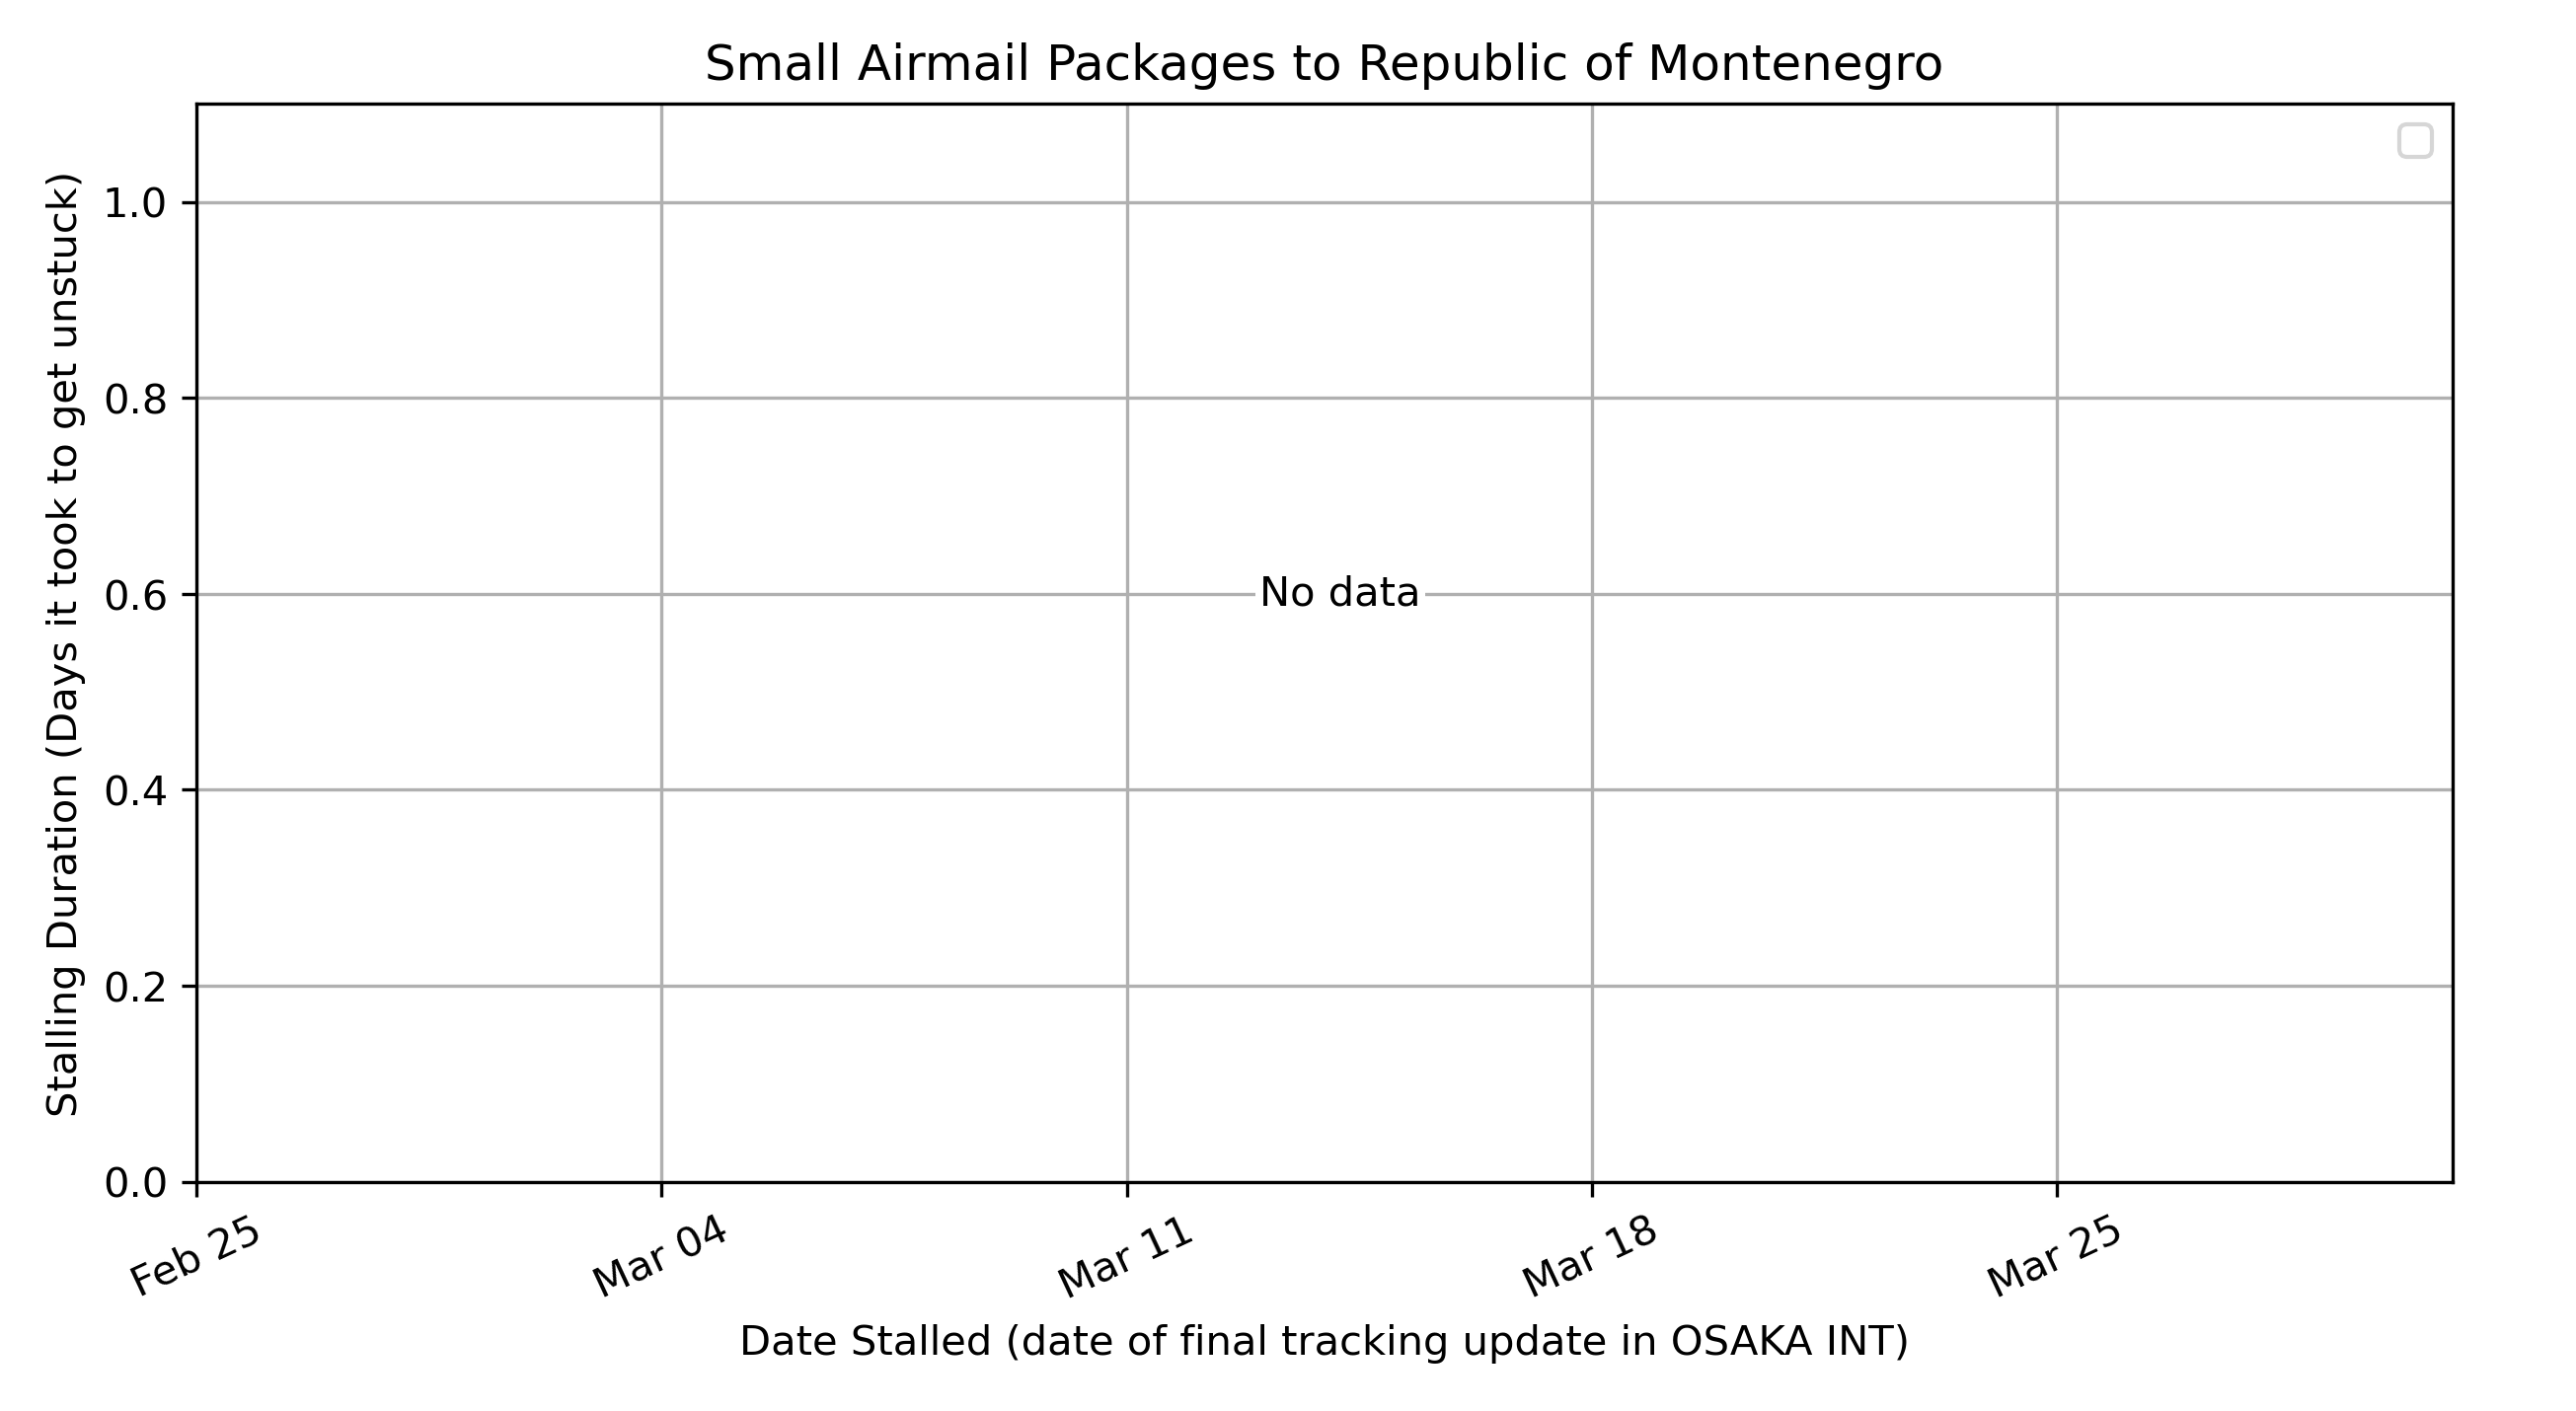 Small Airmail Packages to Republic of Montenegro
Stalling Duration (Days it took to get unstuck)
1.0
0.8
0.6
0.4
0.2
0.0
No data
Feb 25
Mar 04
Mar 11
Mar 18
Mar 25
Date Stalled (date of final tracking update in OSAKA INT)